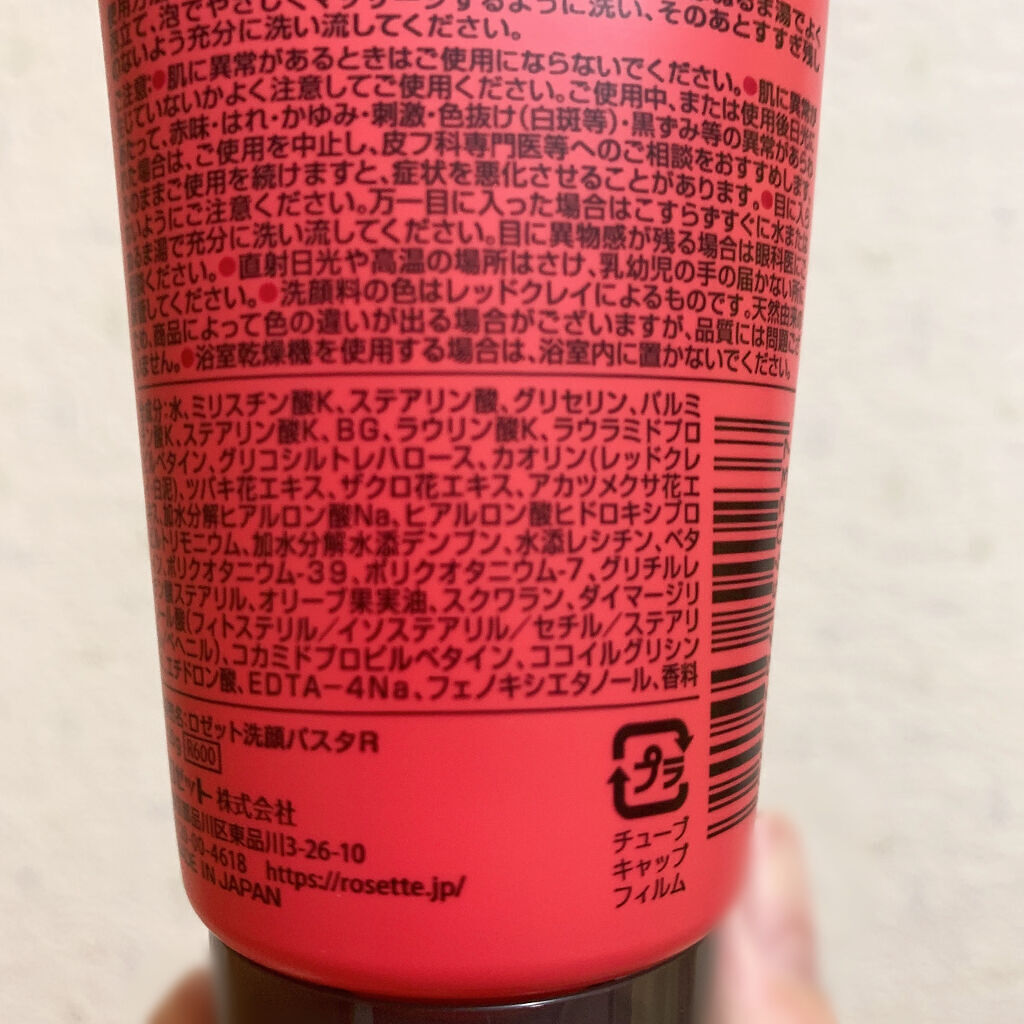 て、泡でやさしくマッサージするように洗い、そのあとすすぎ残し
ないよう充分に洗い流してください。
ご注意●肌に異常があるときはご使用にならないでください。●肌に異常が
じていないかよく注意してご使用ください。ご使用中、または使用後日光に
たって、赤味・はれ・かゆみ・刺激・色抜け(白斑等)・黒ずみ等の異常があらわ
た場合は、ご使用を中止し、皮フ科専門医等へのご相談をおすすめします。
のままご使用を続けますと、症状を悪化させることがあります。●目に入ら
いようにご注意ください。万一目に入った場合はこすらずすぐに水または
ま湯で充分に洗い流してください。目に異物感が残る場合は眼科医にご
ください。●直射日光や高温の場所はさけ、乳幼児の手の届かない所に
してください。●洗顔料の色はレッドクレイによるものです。天然由来の
め、商品によって色の違いが出る場合がございますが、品質には問題ござ
ません。●浴室乾燥機を使用する場合は、浴室内に置かないでください。
成分:水、ミリスチン酸K、ステアリン酸、グリセリン、パルミ
ン酸K、ステアリン酸K、BG、ラウリン酸K、ラウラミドプロ
ルベタイン、グリコシルトレハロース、カオリン(レッドクレ
白泥)、ツバキ花エキス、ザクロ花エキス、アカツメクサ花エ
ス、加水分解ヒアルロン酸Na、ヒアルロン酸ヒドロキシプロ
ルトリモニウム、加水分解水添デンプン、水添レシチン、ベタ
ポリクオタニウム-39、ポリクオタニウム-7、グリチルレ
酸ステアリル、オリーブ果実油、スクワラン、ダイマージリ
ール酸(フィトステリル/イソステアリル/セチル/ステアリ
ベヘニル)、コカミドプロピルベタイン、ココイルグリシン
エチドロン酸、EDTA-4Na、フェノキシエタノール、香料
名:ロゼット洗顔パスタR
g R600
ゼット株式会社
品川区東品川3-26-10
00-4618 https://rosette.jp/
DE IN JAPAN
プラ
チューブ
キャップ
フィルム